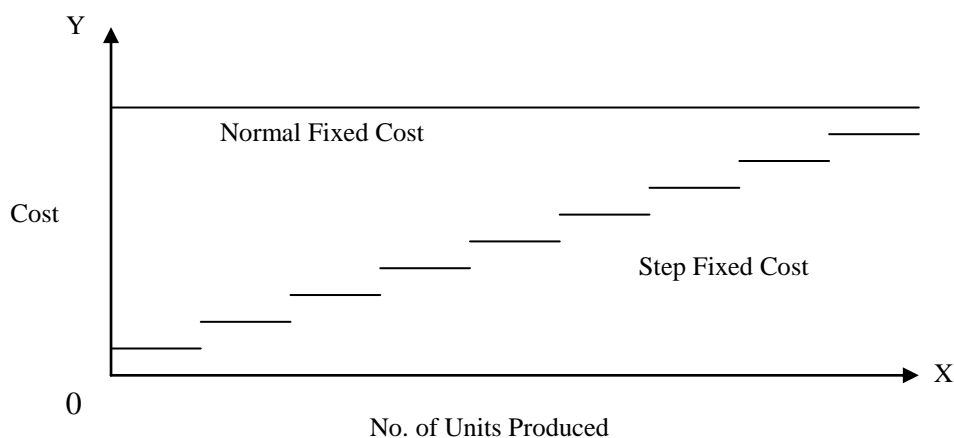 Y
Normal Fixed Cost
Cost
Step Fixed Cost
X
0
No. of Units Produced